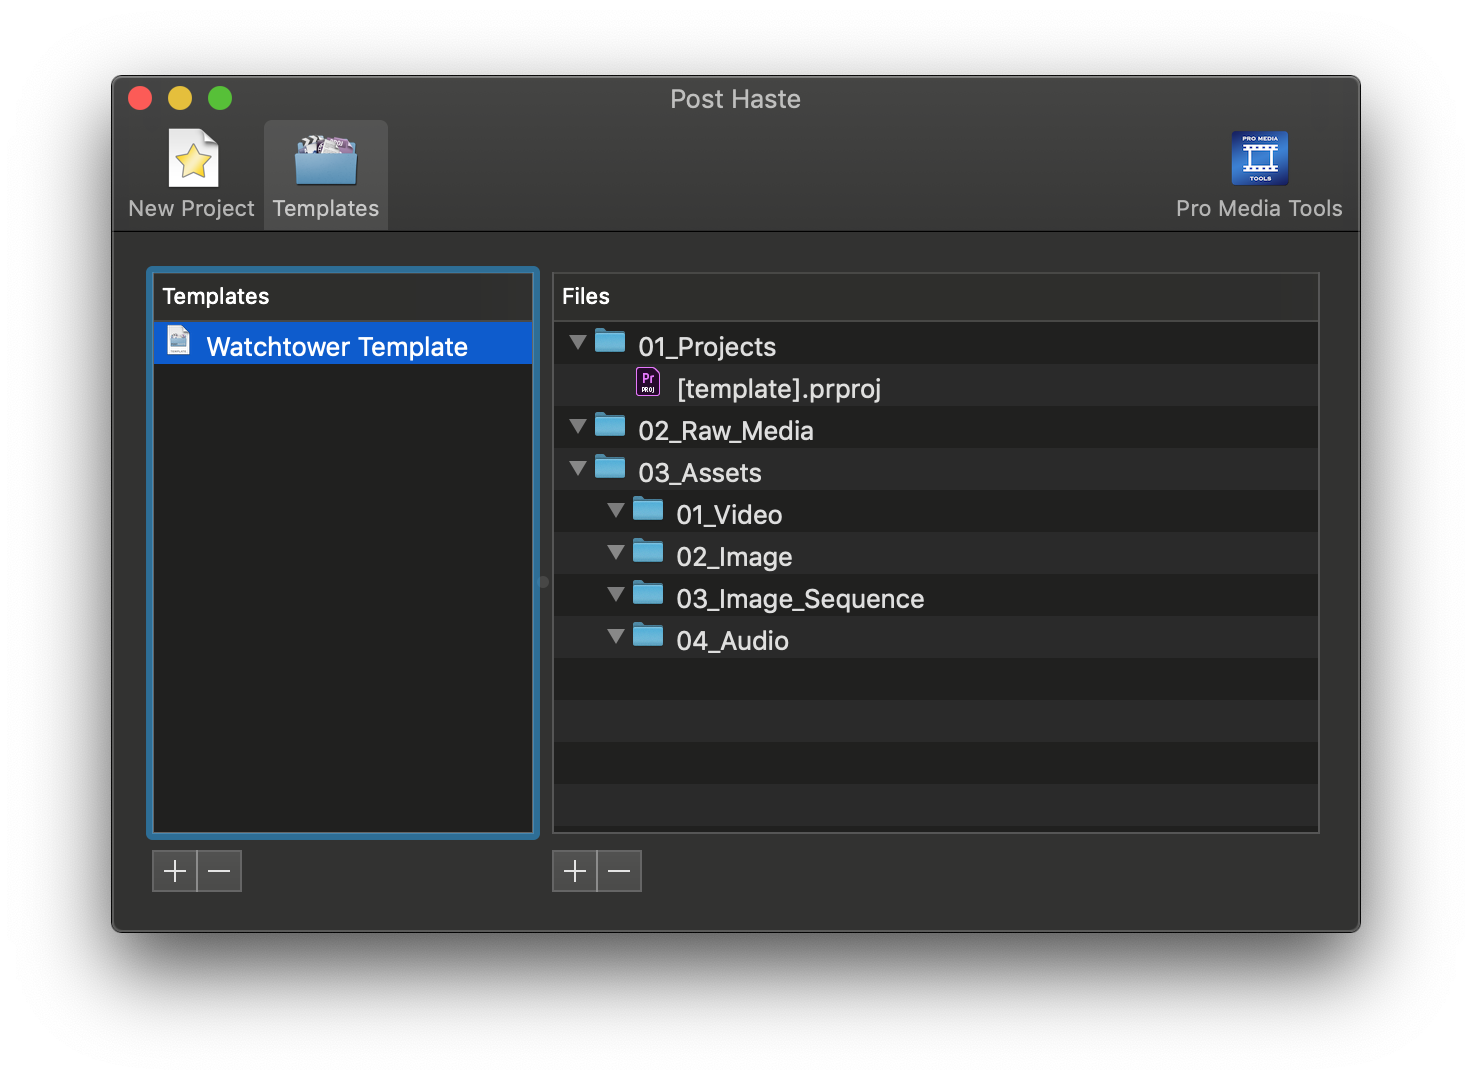 Post Haste
New Project
Templates
PRO MEDIA
TOOLS
Pro Media Tools
Templates
Watchtower Template
Files
01_Projects
Pr
PROJ
[template].prproj
02_Raw_Media
03_Assets
01_Video
02_Image
03_Image_Sequence
04_Audio